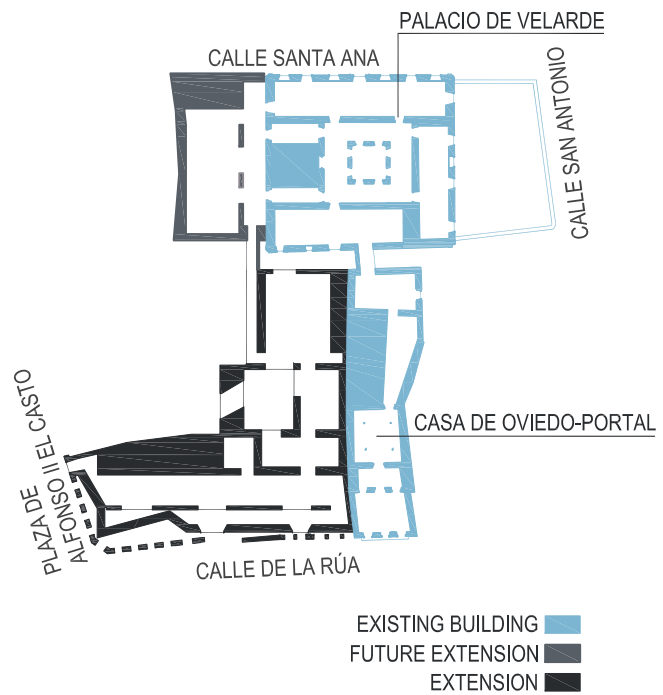 PALACIO DE VELARDE
CALLE SANTA ANA
CALLE SAN ANTONIO
PLAZA DE
ALFONSO II EL CASTO
CASA DE OVIEDO-PORTAL
CALLE DE LA RÚA
EXISTING BUILDING
FUTURE EXTENSION
EXTENSION